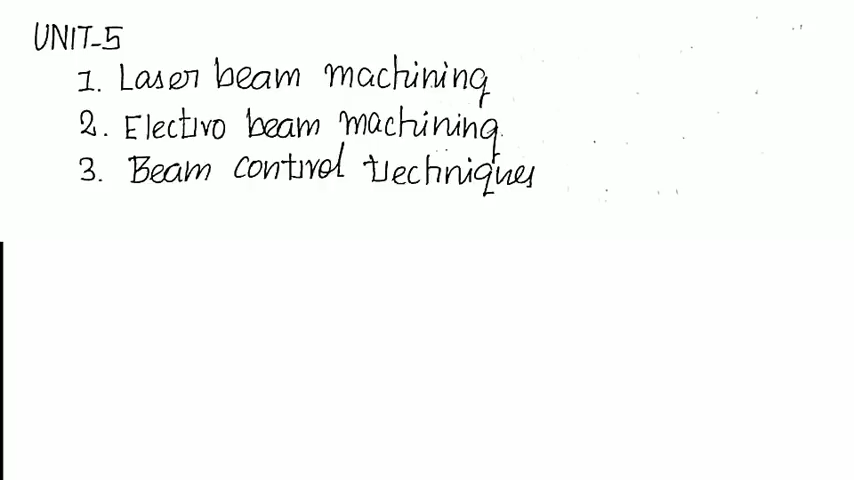 UNIT-5
1. Laser beam machining
2. Electro beam machining.
3. Beam control techniques